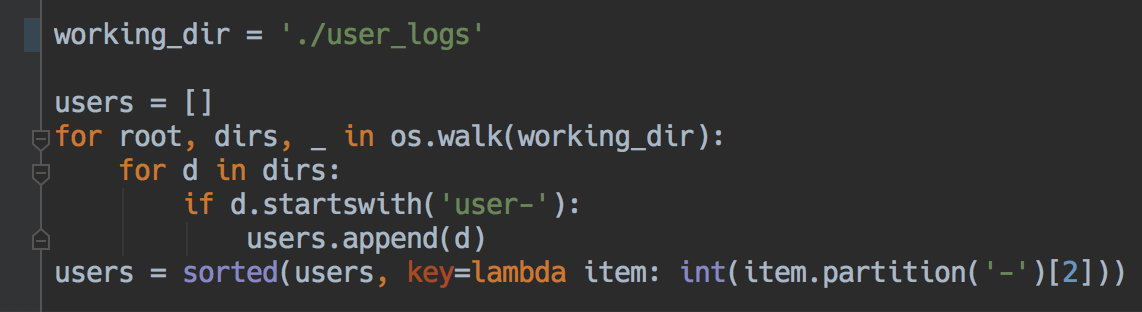 working_dir = './user_logs'
users = []
for root, dirs, _ in os.walk(working_dir):
for d in dirs:
if d.startswith('user-'):
users.append(d)
users = sorted(users, key=lambda item: int(item.partition('-')[2]))